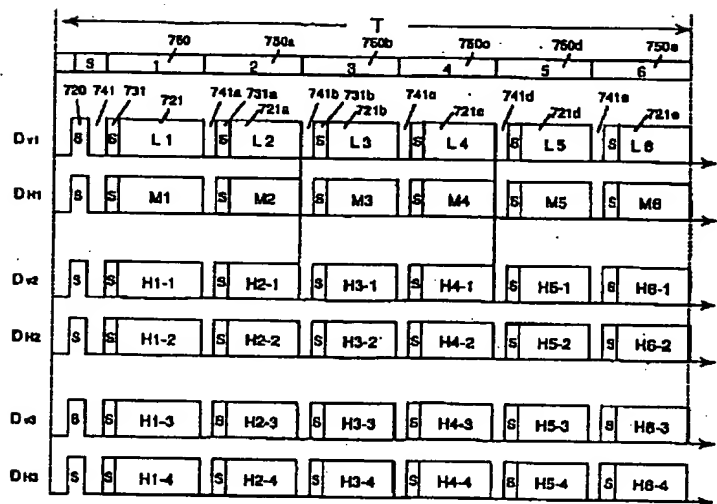 T
750 750a 750b 750c 750d 750e
S 1 2 3 4 5 6
720 741 731 721 741a 731a 721a 741b 731b 721b 741c 721c 741d 721d 741e 721e
DV1 S S L1 S L2 S L3 S L4 S L5 S L6
DH1 S S M1 S M2 S M3 S M4 S M5 S M6
DV2 S S H1-1 S H2-1 S H3-1 S H4-1 S H5-1 S H6-1
DH2 S S H1-2 S H2-2 S H3-2 S H4-2 S H5-2 S H6-2
DV3 S S H1-3 S H2-3 S H3-3 S H4-3 S H5-3 S H6-3
DH3 S S H1-4 S H2-4 S H3-4 S H4-4 S H5-4 S H6-4